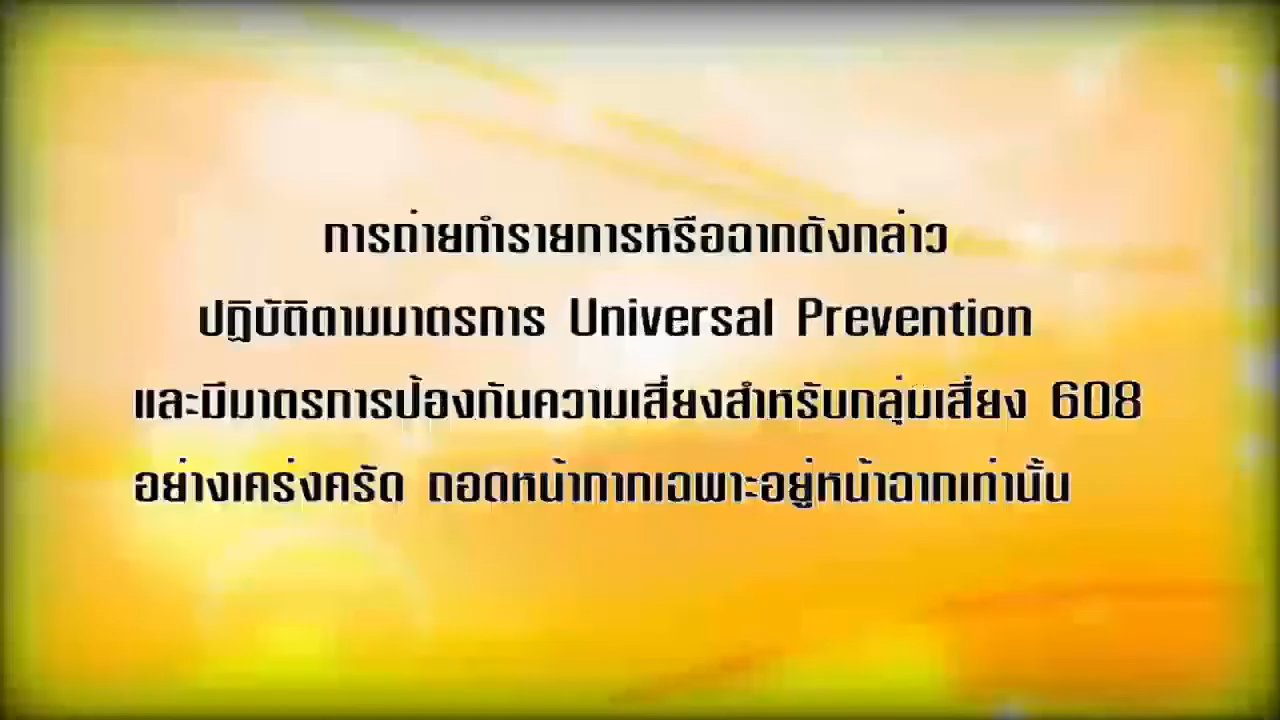 การถ่ายทำรายการหรือฉากดังกล่าว
ปฏิบัติตามมาตรการ Universal Prevention
และมีมาตรการป้องกันความเสี่ยงสำหรับกลุ่มเสี่ยง 608
อย่างเคร่งครัด ถอดหน้ากากเฉพาะอยู่หน้าฉากเท่านั้น